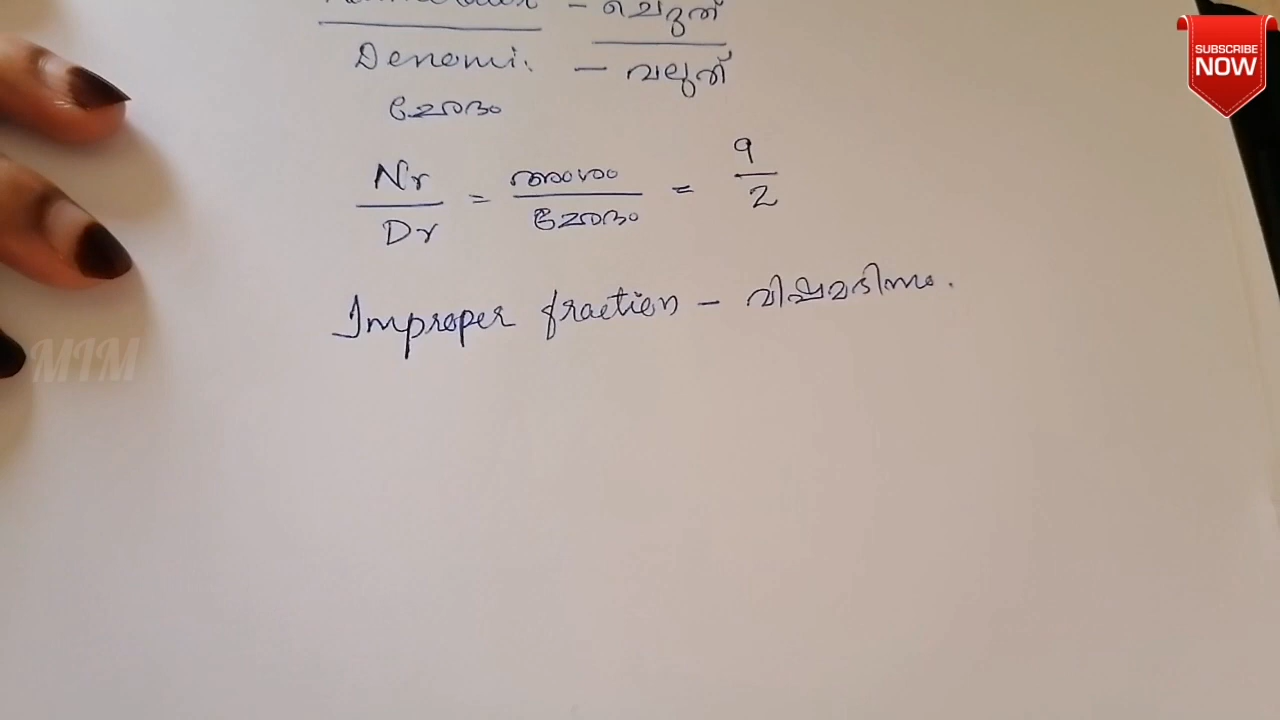 – ചെറുത്
Denomi. – വലുത്
ഛേദം
Nr / Dr = അംശം / ഛേദം = 9 / 2
Improper fraction – വിഷമഭിന്നം.
SUBSCRIBE
NOW
MIM